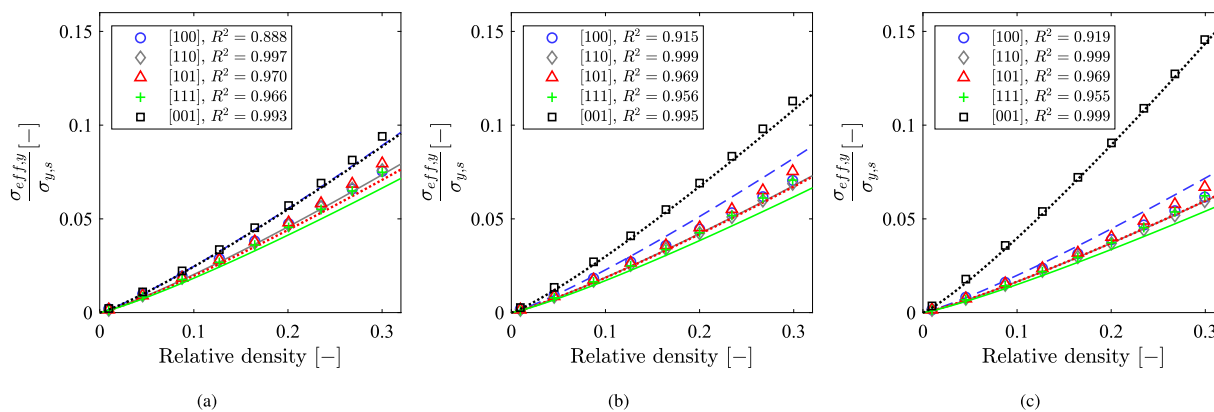 0.15
0.1
0.05
0
σ_{eff,y}/σ_{y,s} [−]
[100], R² = 0.888
[110], R² = 0.997
[101], R² = 0.970
[111], R² = 0.966
[001], R² = 0.993
0 0.1 0.2 0.3
Relative density [−]
(a)
0.15
0.1
0.05
0
σ_{eff,y}/σ_{y,s} [−]
[100], R² = 0.915
[110], R² = 0.999
[101], R² = 0.969
[111], R² = 0.956
[001], R² = 0.995
0 0.1 0.2 0.3
Relative density [−]
(b)
0.15
0.1
0.05
0
σ_{eff,y}/σ_{y,s} [−]
[100], R² = 0.919
[110], R² = 0.999
[101], R² = 0.969
[111], R² = 0.955
[001], R² = 0.999
0 0.1 0.2 0.3
Relative density [−]
(c)